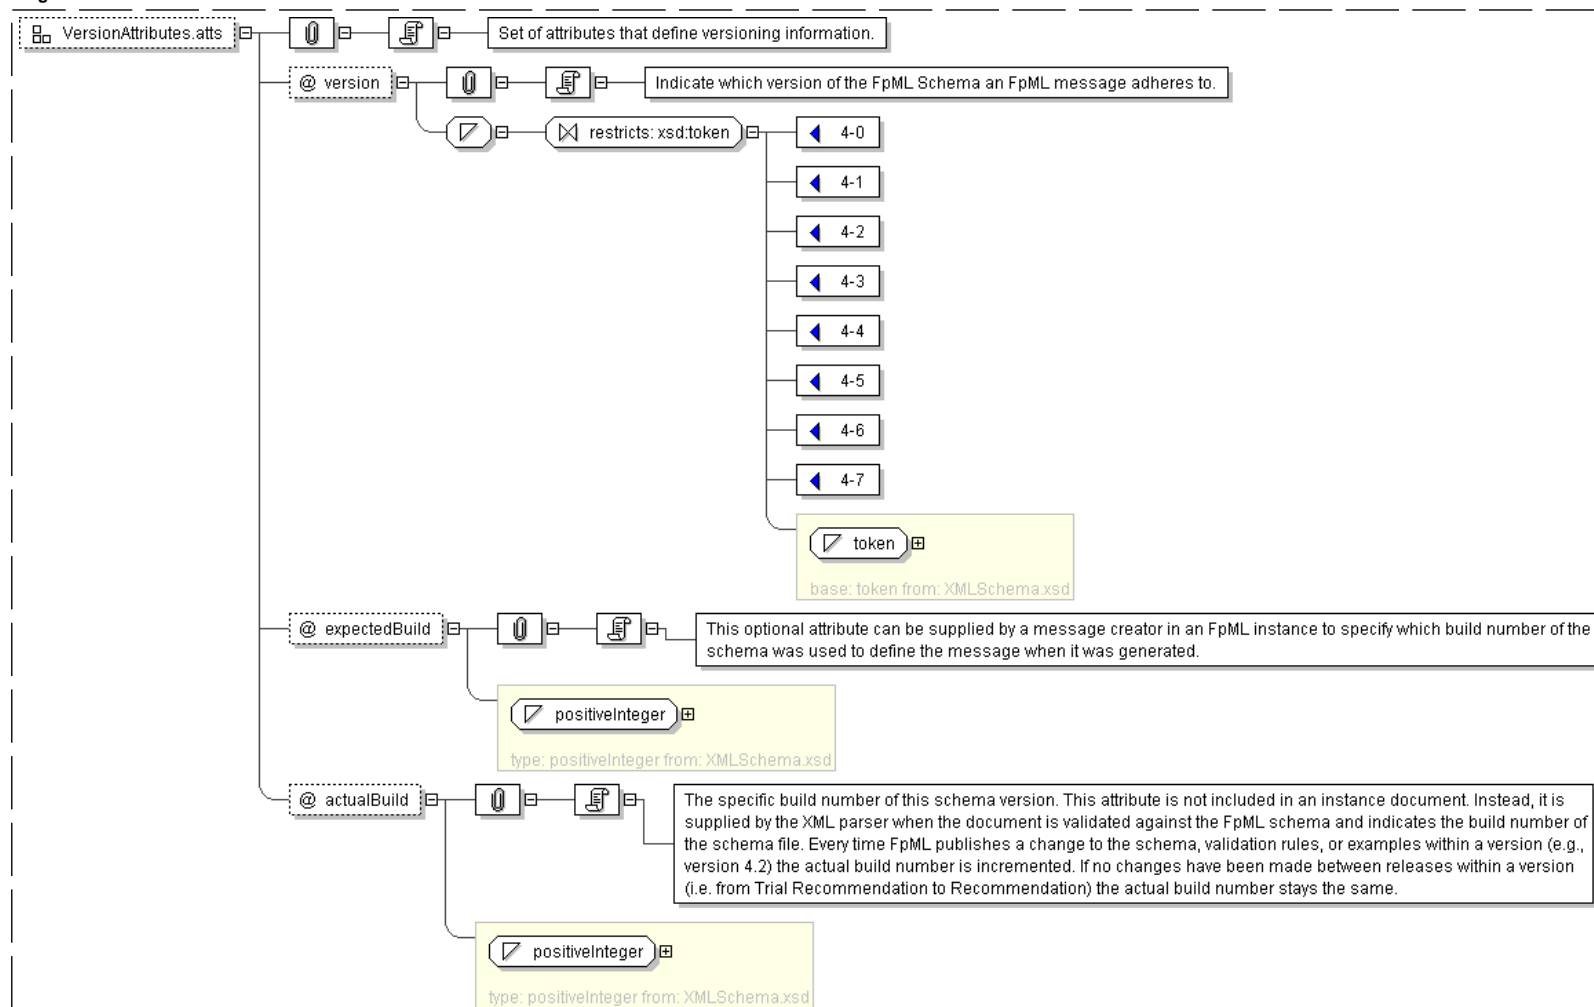 VersionAttributes.atts
Set of attributes that define versioning information.
@ version
Indicate which version of the FpML Schema an FpML message adheres to.
restricts: xsd:token
4-0
4-1
4-2
4-3
4-4
4-5
4-6
4-7
token
base: token from: XMLSchema.xsd
@ expectedBuild
This optional attribute can be supplied by a message creator in an FpML instance to specify which build number of the
schema was used to define the message when it was generated.
positiveInteger
type: positiveInteger from: XMLSchema.xsd
@ actualBuild
The specific build number of this schema version. This attribute is not included in an instance document. Instead, it is
supplied by the XML parser when the document is validated against the FpML schema and indicates the build number of
the schema file. Every time FpML publishes a change to the schema, validation rules, or examples within a version (e.g.,
version 4.2) the actual build number is incremented. If no changes have been made between releases within a version
(i.e. from Trial Recommendation to Recommendation) the actual build number stays the same.
positiveInteger
type: positiveInteger from: XMLSchema.xsd